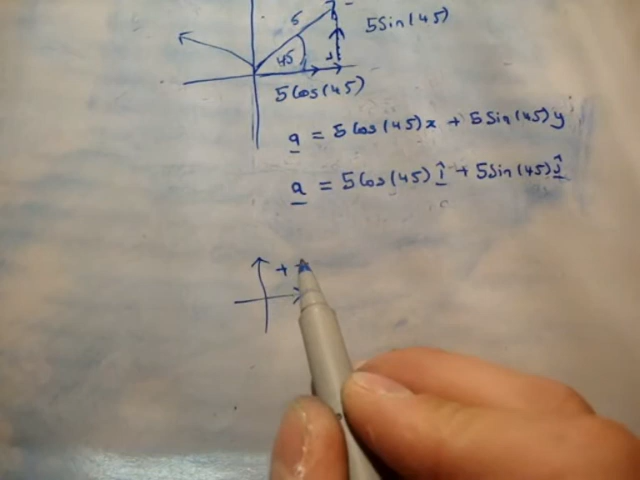 5
5Sin(45)
45
5Cos(45)
a = 5Cos(45)x + 5Sin(45)y
a = 5Cos(45)î + 5Sin(45)ĵ
+